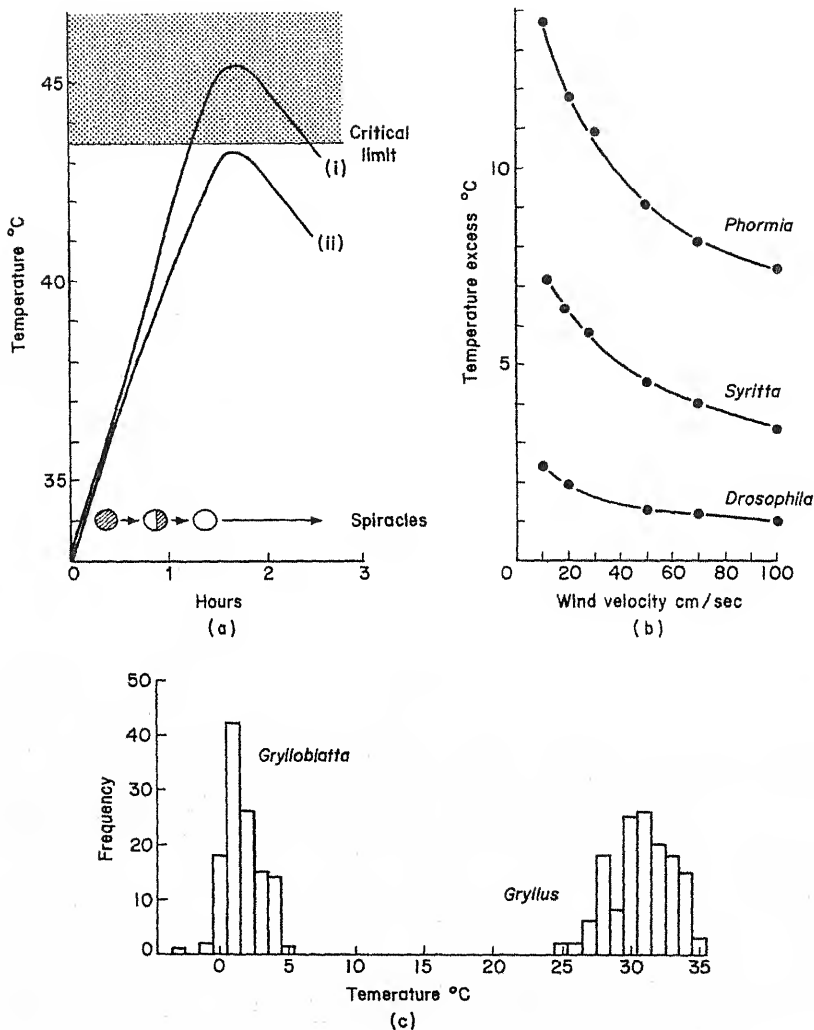 45
40
35
Temperature °C
Critical
limit
(i)
(ii)
Spiracles
0
1
2
3
Hours
(a)
10
5
Temperature excess °C
Phormia
Syritta
Drosophila
0
20
40
60
80
100
Wind velocity cm/sec
(b)
50
40
30
20
10
0
Frequency
Grylloblatta
Gryllus
0
5
10
15
20
25
30
35
Temerature °C
(c)